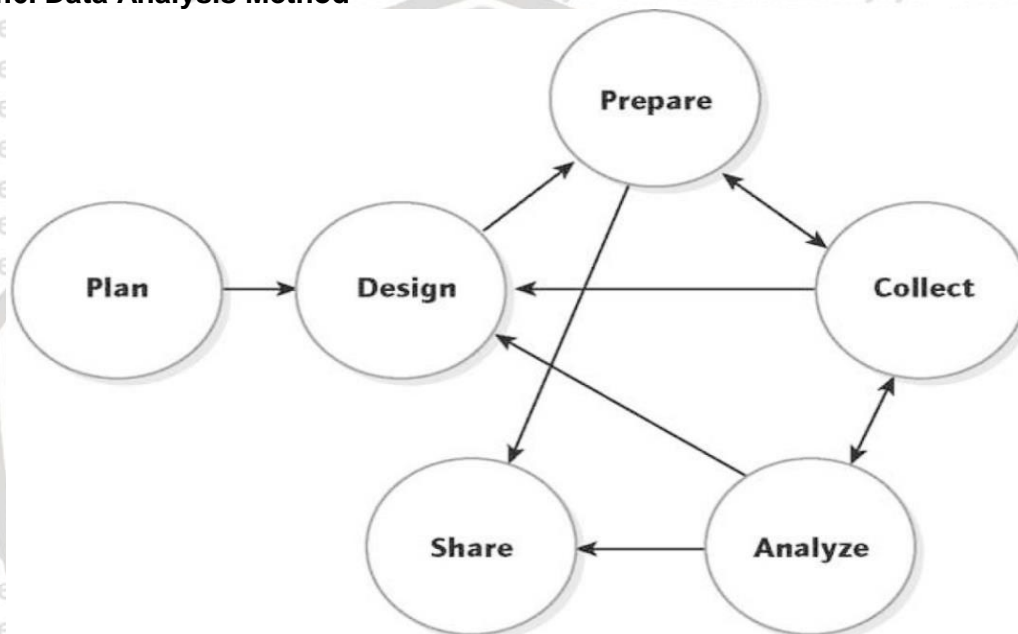 Data Analysis Method
Prepare
Plan
Design
Collect
Share
Analyze